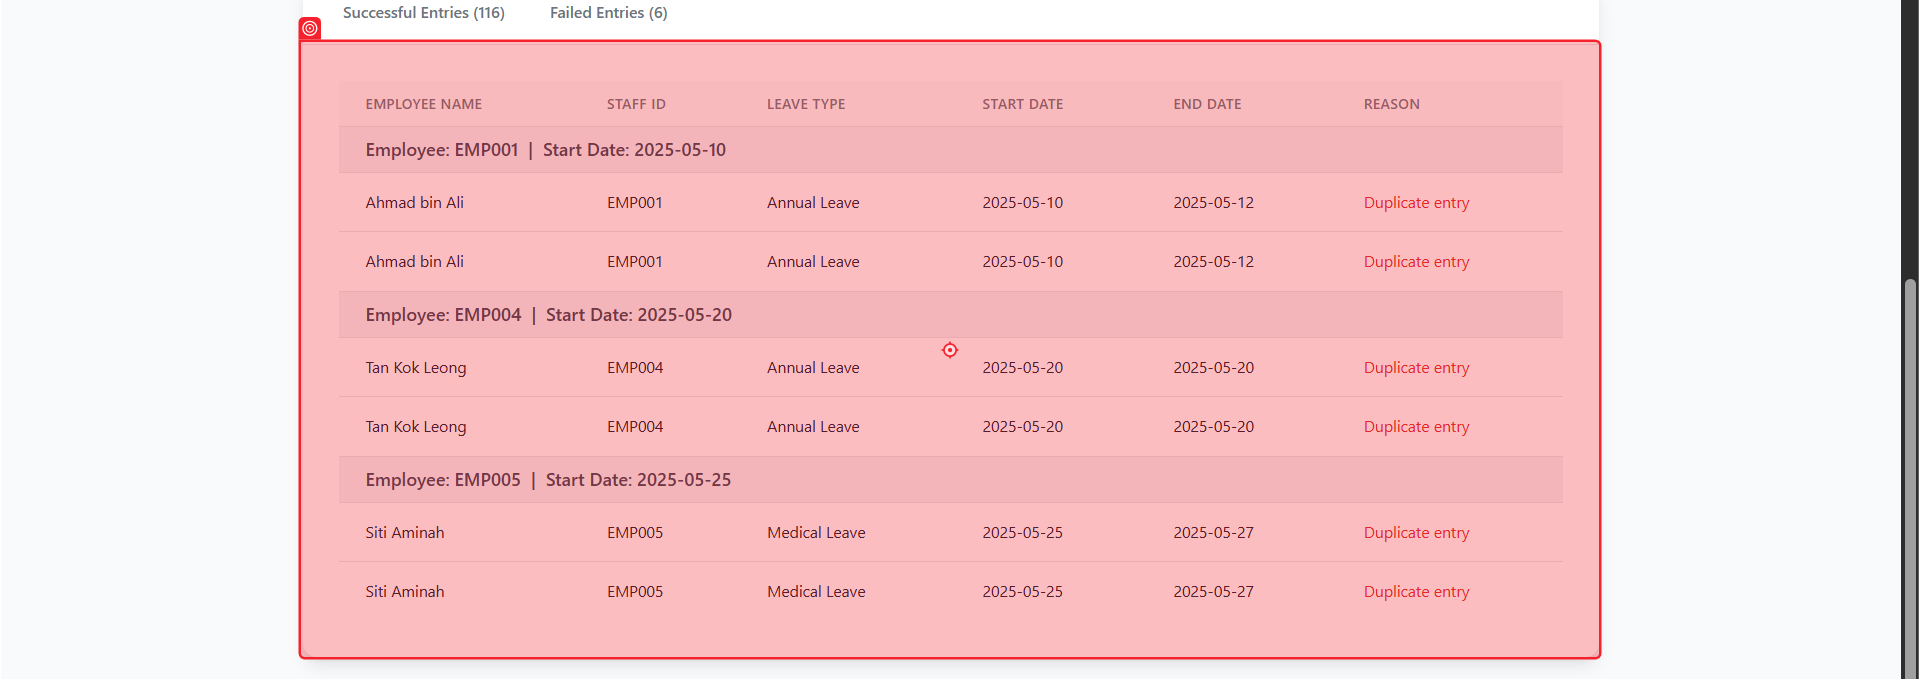 Successful Entries (116) Failed Entries (6)
EMPLOYEE NAME STAFF ID LEAVE TYPE START DATE END DATE REASON
Employee: EMP001 | Start Date: 2025-05-10
Ahmad bin Ali EMP001 Annual Leave 2025-05-10 2025-05-12 Duplicate entry
Ahmad bin Ali EMP001 Annual Leave 2025-05-10 2025-05-12 Duplicate entry
Employee: EMP004 | Start Date: 2025-05-20
Tan Kok Leong EMP004 Annual Leave 2025-05-20 2025-05-20 Duplicate entry
Tan Kok Leong EMP004 Annual Leave 2025-05-20 2025-05-20 Duplicate entry
Employee: EMP005 | Start Date: 2025-05-25
Siti Aminah EMP005 Medical Leave 2025-05-25 2025-05-27 Duplicate entry
Siti Aminah EMP005 Medical Leave 2025-05-25 2025-05-27 Duplicate entry